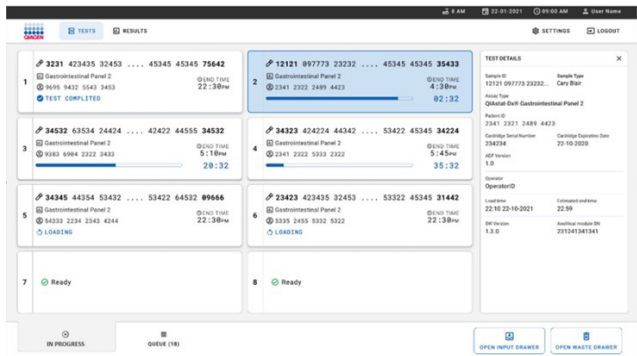 8 AM 22-01-2021 09:00 AM User Name
QIAGEN TESTS RESULTS SETTINGS LOGOUT
1
3231 423435 32453 .... 45345 45345 75642
Gastrointestinal Panel 2
9695 9432 5543 3453
TEST COMPLITED
END TIME
22:30PM
2
12121 897773 23232 .... 45345 45345 35433
Gastrointestinal Panel 2
2341 2322 2489 4423
END TIME
4:30PM
02:32
3
34532 63534 24424 .... 42422 44555 34532
Gastrointestinal Panel 2
9383 6984 2322 3433
END TIME
5:10PM
20:32
4
34323 424224 44342 .... 53422 45345 34224
Gastrointestinal Panel 2
2341 2322 5333 2322
END TIME
5:45PM
35:32
5
34345 44354 53432 .... 53422 64532 09666
Gastrointestinal Panel 2
54333 2234 2343 4244
LOADING
END TIME
22:30PM
6
23423 423435 32453 .... 53322 45345 31442
Gastrointestinal Panel 2
5335 2455 5332 5322
LOADING
END TIME
22:30PM
7 Ready
8 Ready
TEST DETAILS
Sample ID Sample Type
12121 097773 23232... Cary Blair
Assay Type
QIAstat-Dx® Gastrointestinal Panel 2
Patient ID
2341 2321 2489 4423
Cartridge Serial Number Cartridge Expiration Date
234234 22-10-2020
ADF Version
1.0
Operator
OperatorID
Load time Estimated end time
22:10 22-10-2021 22:59
SW Version Analitical module SN
1.3.0 231241341341
IN PROGRESS QUEUE (18) OPEN INPUT DRAWER OPEN WASTE DRAWER